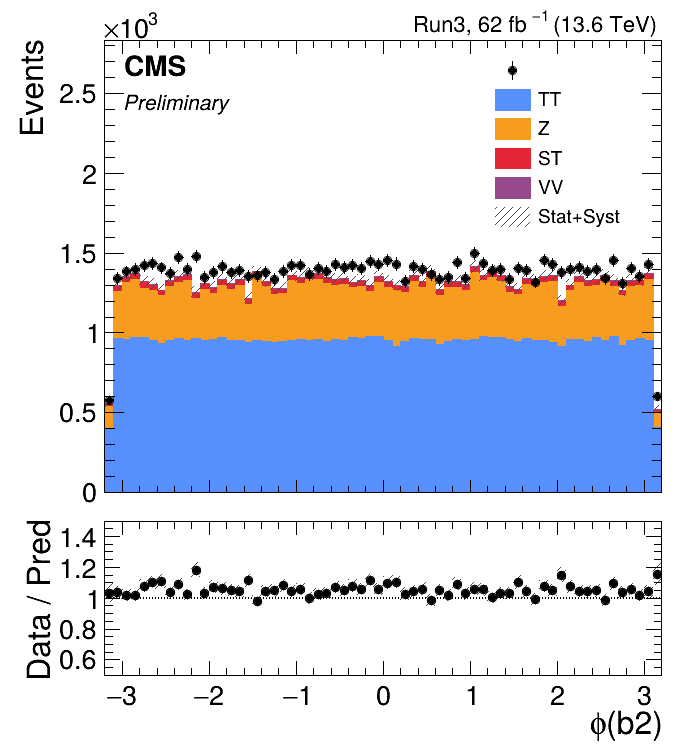 ×10³
Run3, 62 fb⁻¹ (13.6 TeV)
Events
CMS
Preliminary
TT
Z
ST
VV
Stat+Syst
2.5
2
1.5
1
0.5
0
Data / Pred
1.4
1.2
1
0.8
0.6
−3 −2 −1 0 1 2 3
ϕ(b2)